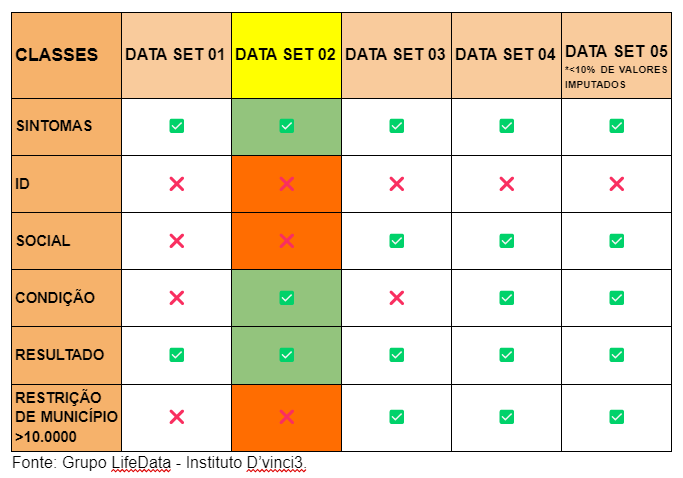 CLASSES DATA SET 01 DATA SET 02 DATA SET 03 DATA SET 04 DATA SET 05
*<10% DE VALORES
IMPUTADOS
SINTOMAS
ID
SOCIAL
CONDIÇÃO
RESULTADO
RESTRIÇÃO
DE MUNICÍPIO
>10.0000
Fonte: Grupo LifeData - Instituto D'vinci3.